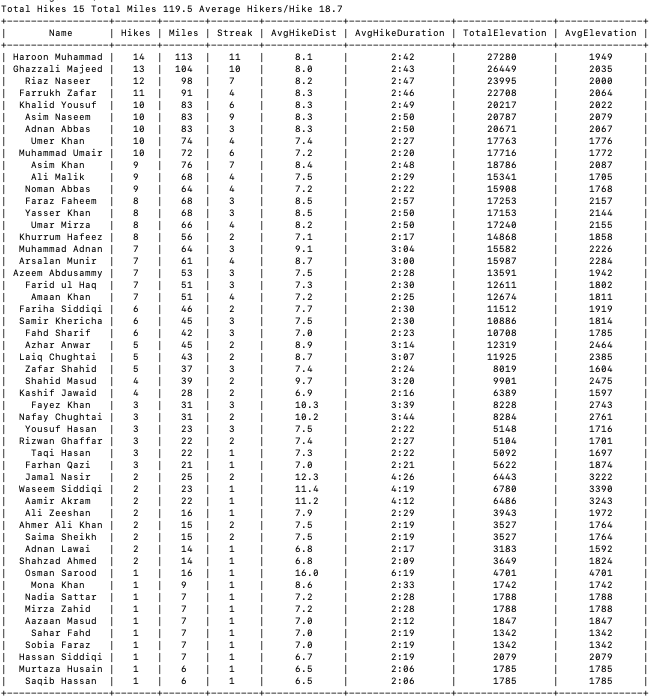 Total Hikes 15 Total Miles 119.5 Average Hikers/Hike 18.7
| Name | Hikes | Miles | Streak | AvgHikeDist | AvgHikeDuration | TotalElevation | AvgElevation |
| Haroon Muhammad | 14 | 113 | 11 | 8.1 | 2:42 | 27280 | 1949 |
| Ghazzali Majeed | 13 | 104 | 10 | 8.0 | 2:43 | 26449 | 2035 |
| Riaz Naseer | 12 | 98 | 7 | 8.2 | 2:47 | 23995 | 2000 |
| Farrukh Zafar | 11 | 91 | 4 | 8.3 | 2:46 | 22708 | 2064 |
| Khalid Yousuf | 10 | 83 | 6 | 8.3 | 2:49 | 20217 | 2022 |
| Asim Naseem | 10 | 83 | 9 | 8.3 | 2:50 | 20787 | 2079 |
| Adnan Abbas | 10 | 83 | 3 | 8.3 | 2:50 | 20671 | 2067 |
| Umer Khan | 10 | 74 | 4 | 7.4 | 2:27 | 17763 | 1776 |
| Muhammad Umair | 10 | 72 | 6 | 7.2 | 2:20 | 17716 | 1772 |
| Asim Khan | 9 | 76 | 7 | 8.4 | 2:48 | 18786 | 2087 |
| Ali Malik | 9 | 68 | 4 | 7.5 | 2:29 | 15341 | 1705 |
| Noman Abbas | 9 | 64 | 4 | 7.2 | 2:22 | 15908 | 1768 |
| Faraz Faheem | 8 | 68 | 3 | 8.5 | 2:57 | 17253 | 2157 |
| Yasser Khan | 8 | 68 | 3 | 8.5 | 2:50 | 17153 | 2144 |
| Umar Mirza | 8 | 66 | 4 | 8.2 | 2:50 | 17240 | 2155 |
| Khurrum Hafeez | 8 | 56 | 2 | 7.1 | 2:17 | 14868 | 1858 |
| Muhammad Adnan | 7 | 64 | 3 | 9.1 | 3:04 | 15582 | 2226 |
| Arsalan Munir | 7 | 61 | 4 | 8.7 | 3:00 | 15987 | 2284 |
| Azeem Abdusammy | 7 | 53 | 3 | 7.5 | 2:28 | 13591 | 1942 |
| Farid ul Haq | 7 | 51 | 3 | 7.3 | 2:30 | 12611 | 1802 |
| Amaan Khan | 7 | 51 | 4 | 7.2 | 2:25 | 12674 | 1811 |
| Fariha Siddiqi | 6 | 46 | 2 | 7.7 | 2:30 | 11512 | 1919 |
| Samir Khericha | 6 | 45 | 3 | 7.5 | 2:30 | 10886 | 1814 |
| Fahd Sharif | 6 | 42 | 3 | 7.0 | 2:23 | 10708 | 1785 |
| Azhar Anwar | 5 | 45 | 2 | 8.9 | 3:14 | 12319 | 2464 |
| Laiq Chughtai | 5 | 43 | 2 | 8.7 | 3:07 | 11925 | 2385 |
| Zafar Shahid | 5 | 37 | 3 | 7.4 | 2:24 | 8019 | 1604 |
| Shahid Masud | 4 | 39 | 2 | 9.7 | 3:20 | 9901 | 2475 |
| Kashif Jawaid | 4 | 28 | 2 | 6.9 | 2:16 | 6389 | 1597 |
| Fayez Khan | 3 | 31 | 3 | 10.3 | 3:39 | 8228 | 2743 |
| Nafay Chughtai | 3 | 31 | 2 | 10.2 | 3:44 | 8284 | 2761 |
| Yousuf Hasan | 3 | 23 | 3 | 7.5 | 2:22 | 5148 | 1716 |
| Rizwan Ghaffar | 3 | 22 | 2 | 7.4 | 2:27 | 5104 | 1701 |
| Taqi Hasan | 3 | 22 | 1 | 7.3 | 2:22 | 5092 | 1697 |
| Farhan Qazi | 3 | 21 | 1 | 7.0 | 2:21 | 5622 | 1874 |
| Jamal Nasir | 2 | 25 | 2 | 12.3 | 4:26 | 6443 | 3222 |
| Waseem Siddiqi | 2 | 23 | 1 | 11.4 | 4:19 | 6780 | 3390 |
| Aamir Akram | 2 | 22 | 1 | 11.2 | 4:12 | 6486 | 3243 |
| Ali Zeeshan | 2 | 16 | 1 | 7.9 | 2:29 | 3943 | 1972 |
| Ahmer Ali Khan | 2 | 15 | 2 | 7.5 | 2:19 | 3527 | 1764 |
| Saima Sheikh | 2 | 15 | 2 | 7.5 | 2:19 | 3527 | 1764 |
| Adnan Lawai | 2 | 14 | 1 | 6.8 | 2:17 | 3183 | 1592 |
| Shahzad Ahmed | 2 | 14 | 1 | 6.8 | 2:09 | 3649 | 1824 |
| Osman Sarood | 1 | 16 | 1 | 16.0 | 6:19 | 4701 | 4701 |
| Mona Khan | 1 | 9 | 1 | 8.6 | 2:33 | 1742 | 1742 |
| Nadia Sattar | 1 | 7 | 1 | 7.2 | 2:28 | 1788 | 1788 |
| Mirza Zahid | 1 | 7 | 1 | 7.2 | 2:28 | 1788 | 1788 |
| Aazaan Masud | 1 | 7 | 1 | 7.0 | 2:12 | 1847 | 1847 |
| Sahar Fahd | 1 | 7 | 1 | 7.0 | 2:19 | 1342 | 1342 |
| Sobia Faraz | 1 | 7 | 1 | 7.0 | 2:19 | 1342 | 1342 |
| Hassan Siddiqi | 1 | 7 | 1 | 6.7 | 2:19 | 2079 | 2079 |
| Murtaza Husain | 1 | 6 | 1 | 6.5 | 2:06 | 1785 | 1785 |
| Saqib Hassan | 1 | 6 | 1 | 6.5 | 2:06 | 1785 | 1785 |